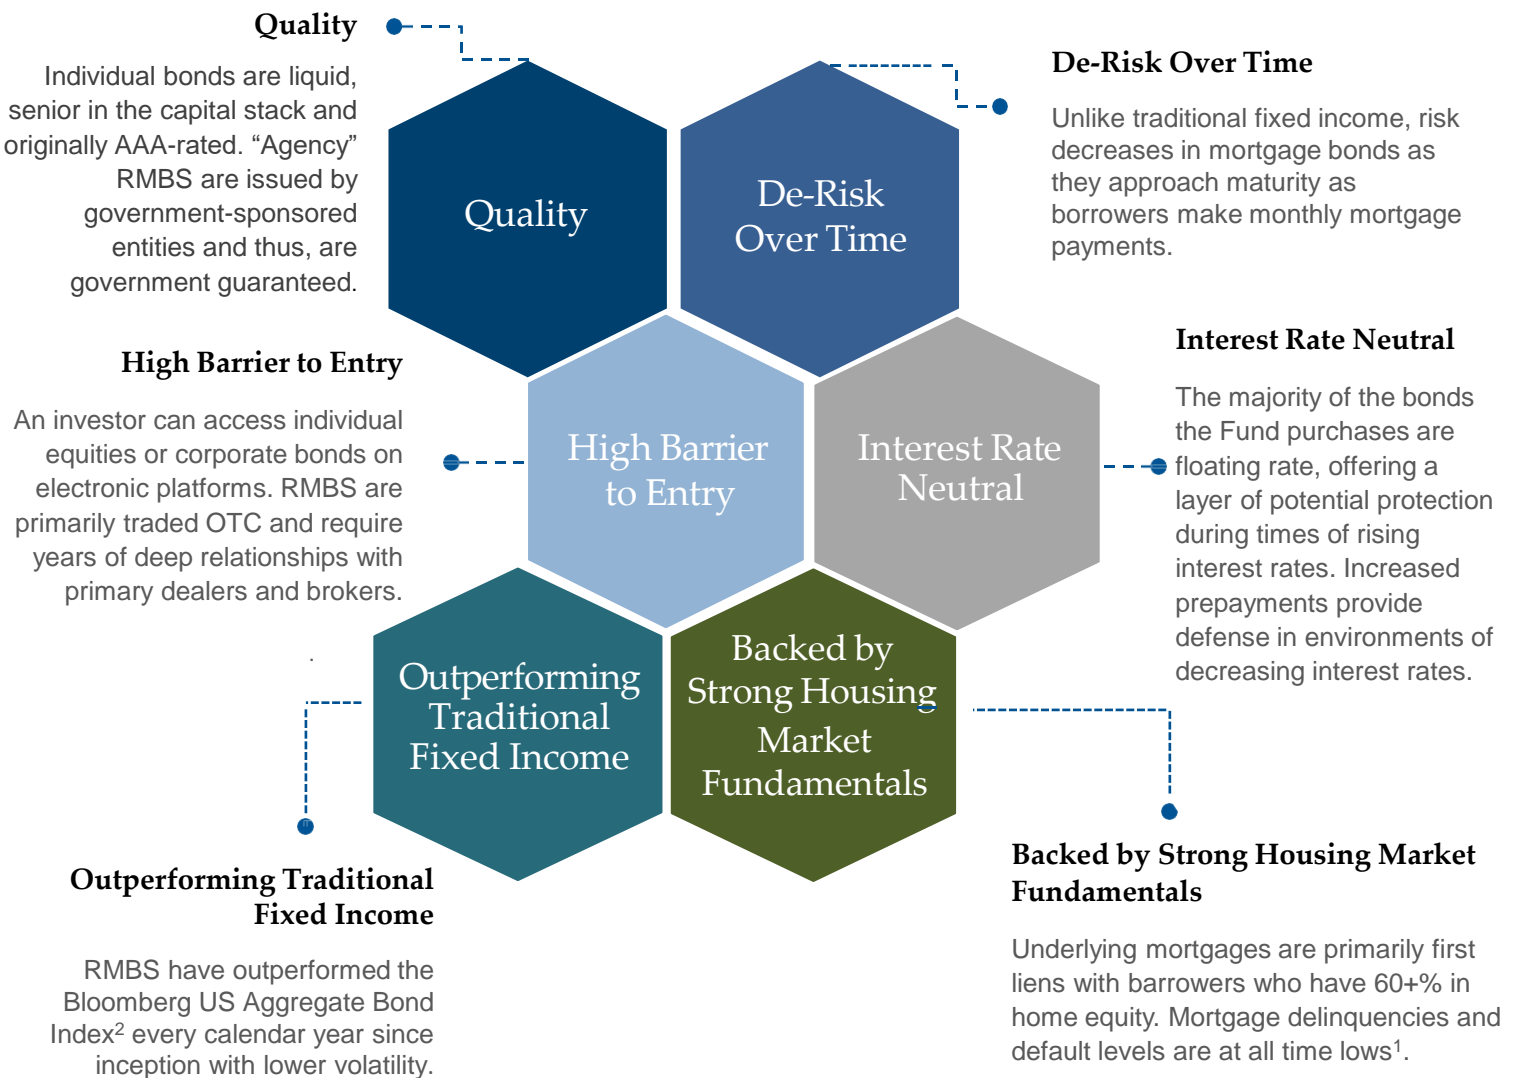 Quality
Individual bonds are liquid,
senior in the capital stack and
originally AAA-rated. “Agency”
RMBS are issued by
government-sponsored
entities and thus, are
government guaranteed.
High Barrier to Entry
An investor can access individual
equities or corporate bonds on
electronic platforms. RMBS are
primarily traded OTC and require
years of deep relationships with
primary dealers and brokers.
.
Outperforming Traditional
Fixed Income
RMBS have outperformed the
Bloomberg US Aggregate Bond
Index² every calendar year since
inception with lower volatility.
Quality
De-Risk
Over Time
High Barrier
to Entry
Interest Rate
Neutral
Outperforming
Traditional
Fixed Income
Backed by
Strong Housing
Market
Fundamentals
De-Risk Over Time
Unlike traditional fixed income, risk
decreases in mortgage bonds as
they approach maturity as
borrowers make monthly mortgage
payments.
Interest Rate Neutral
The majority of the bonds
the Fund purchases are
floating rate, offering a
layer of potential protection
during times of rising
interest rates. Increased
prepayments provide
defense in environments of
decreasing interest rates.
Backed by Strong Housing Market
Fundamentals
Underlying mortgages are primarily first
liens with barrowers who have 60+% in
home equity. Mortgage delinquencies and
default levels are at all time lows¹.